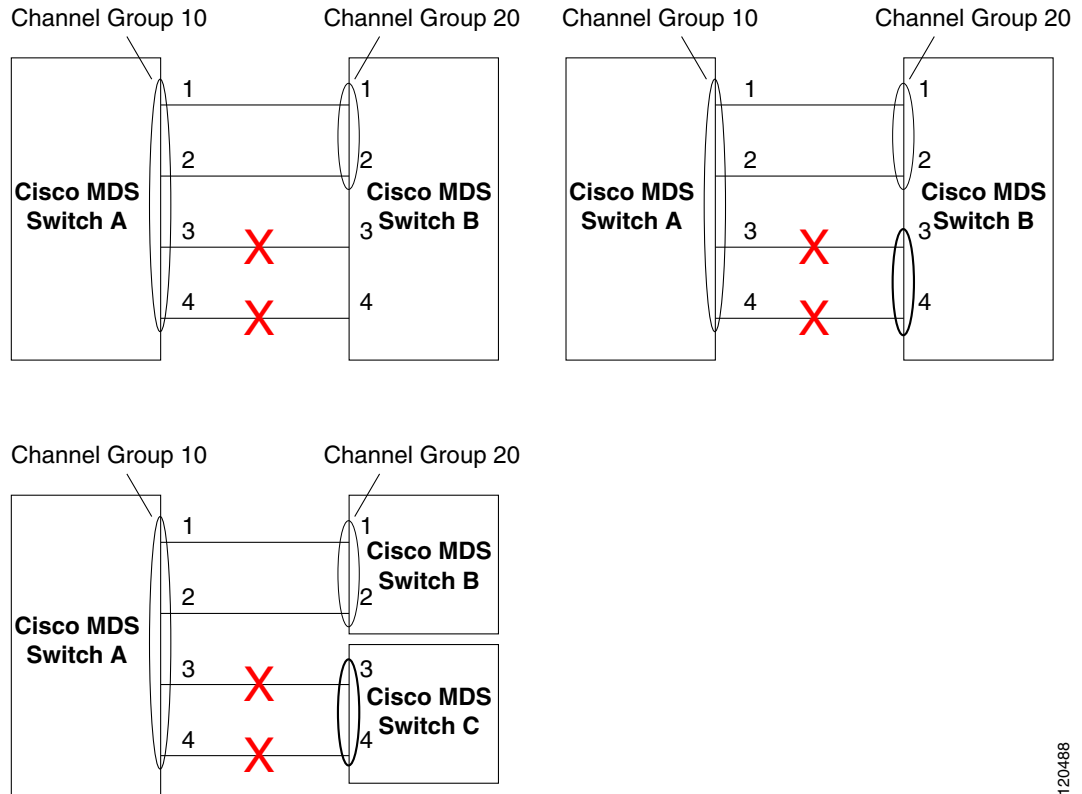 Channel Group 10
Channel Group 20
1
1
2
2
Cisco MDS
Switch A
Cisco MDS
Switch B
3
X
3
4
X
4
Channel Group 10
Channel Group 20
1
1
2
2
Cisco MDS
Switch A
Cisco MDS
Switch B
3
X
3
4
X
4
Channel Group 10
Channel Group 20
1
1
Cisco MDS
Switch B
2
2
Cisco MDS
Switch A
3
X
3
Cisco MDS
Switch C
4
X
4
120488